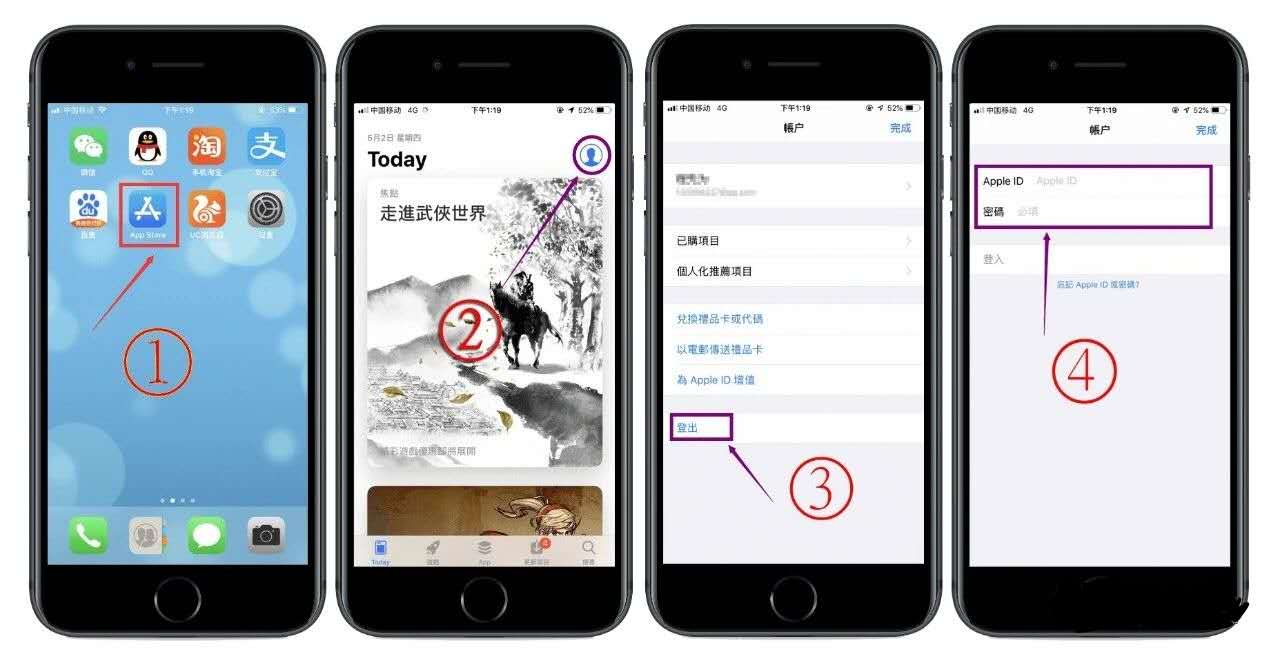 中国移动
下午1:19
53%
微信
QQ
手机淘宝
支付宝
du
百度
App Store
UC浏览器
设置
①
中国移动 4G
下午1:19
52%
5月2日 星期四
Today
焦點
走進武俠世界
②
Today
遊戲
App
4
更新項目
搜尋
中国移动 4G
下午1:19
52%
帳戶
完成
已購項目
個人化推薦項目
兌換禮品卡或代碼
以電郵傳送禮品卡
為 Apple ID 增值
登出
③
中国移动 4G
下午1:19
52%
帳戶
完成
Apple ID Apple ID
密碼 必填
登入
忘記 Apple ID 或密碼?
④